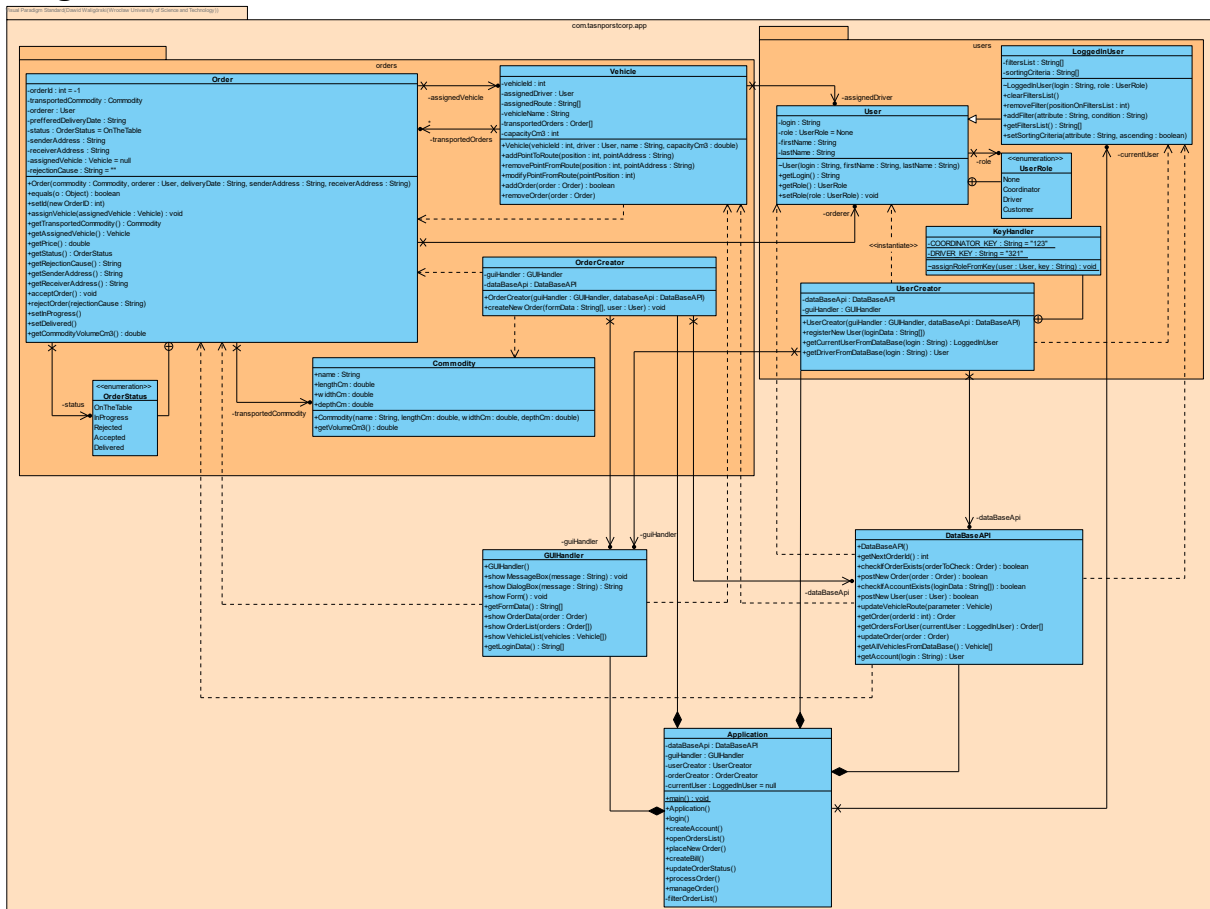 Visual Paradigm Standard(Dawid Waligórski(Wroclaw University of Science and Technology))
com.tasnporstcorp.app
orders
Order
-orderId : int = -1
-transportedCommodity : Commodity
-orderer : User
-prefferedDeliveryDate : String
-status : OrderStatus = OnTheTable
-senderAddress : String
-receiverAddress : String
-assignedVehicle : Vehicle = null
-rejectionCause : String = ""
+Order(commodity : Commodity, orderer : User, deliveryDate : String, senderAddress : String, receiverAddress : String)
+equals(o : Object) : boolean
+setId(new OrderID : int)
+assignVehicle(assignedVehicle : Vehicle) : void
+getTransportedCommodity() : Commodity
+getAssignedVehicle() : Vehicle
+getPrice() : double
+getStatus() : OrderStatus
+getRejectionCause() : String
+getSenderAddress() : String
+getReceiverAddress() : String
+acceptOrder() : void
+rejectOrder(rejectionCause : String)
+setInProgress()
+setDelivered()
+getCommodityVolumeCm3() : double
-assignedVehicle
*
-transportedOrders
Vehicle
-vehicleId : int
-assignedDriver : User
-assignedRoute : String[]
-vehicleName : String
-transportedOrders : Order[]
-capacityCm3 : int
+Vehicle(vehicleId : int, driver : User, name : String, capacityCm3 : double)
+addPointToRoute(position : int, pointAddress : String)
+removePointFromRoute(position : int, pointAddress : String)
+modifyPointFromRoute(pointPosition : int)
+addOrder(order : Order) : boolean
+removeOrder(order : Order)
-assignedDriver
users
User
-login : String
-role : UserRole = None
-firstName : String
-lastName : String
~User(login : String, firstName : String, lastName : String)
+getLogin() : String
+getRole() : UserRole
+setRole(role : UserRole) : void
-orderer
-role
LoggedInUser
-filtersList : String[]
-sortingCriteria : String[]
~LoggedInUser(login : String, role : UserRole)
+clearFiltersList()
+removeFilter(positionOnFiltersList : int)
+addFilter(attribute : String, condition : String)
+getFiltersList() : String[]
+setSortingCriteria(attribute : String, ascending : boolean)
-currentUser
<<enumeration>>
UserRole
None
Coordinator
Driver
Customer
KeyHandler
-COORDINATOR_KEY : String = "123"
-DRIVER_KEY : String = "321"
~assignRoleFromKey(user : User, key : String) : void
<<instantiate>>
UserCreator
-dataBaseApi : DataBaseAPI
-guiHandler : GUIHandler
+UserCreator(guiHandler : GUIHandler, dataBaseApi : DataBaseAPI)
+registerNew User(loginData : String[])
+getCurrentUserFromDataBase(login : String) : LoggedInUser
+getDriverFromDataBase(login : String) : User
OrderCreator
-guiHandler : GUIHandler
-dataBaseApi : DataBaseAPI
+OrderCreator(guiHandler : GUIHandler, databaseApi : DataBaseAPI)
+createNew Order(formData : String[], user : User) : void
Commodity
+name : String
+lengthCm : double
+w idthCm : double
+depthCm : double
+Commodity(name : String, lengthCm : double, w idthCm : double, depthCm : double)
+getVolumeCm3() : double
-transportedCommodity
-status
<<enumeration>>
OrderStatus
OnTheTable
InProgress
Rejected
Accepted
Delivered
-guiHandler
-guiHandler
GUIHandler
+GUIHandler()
+show MessageBox(message : String) : void
+show DialogBox(message : String) : String
+show Form() : void
+getFormData() : String[]
+show OrderData(order : Order)
+show OrderList(orders : Order[])
+show VehicleList(vehicles : Vehicle[])
+getLoginData() : String[]
-dataBaseApi
-dataBaseApi
DataBaseAPI
+DataBaseAPI()
+getNextOrderId() : int
+checkIfOrderExists(orderToCheck : Order) : boolean
+postNew Order(order : Order) : boolean
+checkIfAccountExists(loginData : String[]) : boolean
+postNew User(user : User) : boolean
+updateVehicleRoute(parameter : Vehicle)
+getOrder(orderId : int) : Order
+getOrdersForUser(currentUser : LoggedInUser) : Order[]
+updateOrder(order : Order)
+getAllVehiclesFromDataBase() : Vehicle[]
+getAccount(login : String) : User
Application
-dataBaseApi : DataBaseAPI
-guiHandler : GUIHandler
-userCreator : UserCreator
-orderCreator : OrderCreator
-currentUser : LoggedInUser = null
+main() : void
+Application()
+login()
+createAccount()
+openOrdersList()
+placeNew Order()
+createBill()
+updateOrderStatus()
+processOrder()
+manageOrder()
-filterOrderList()